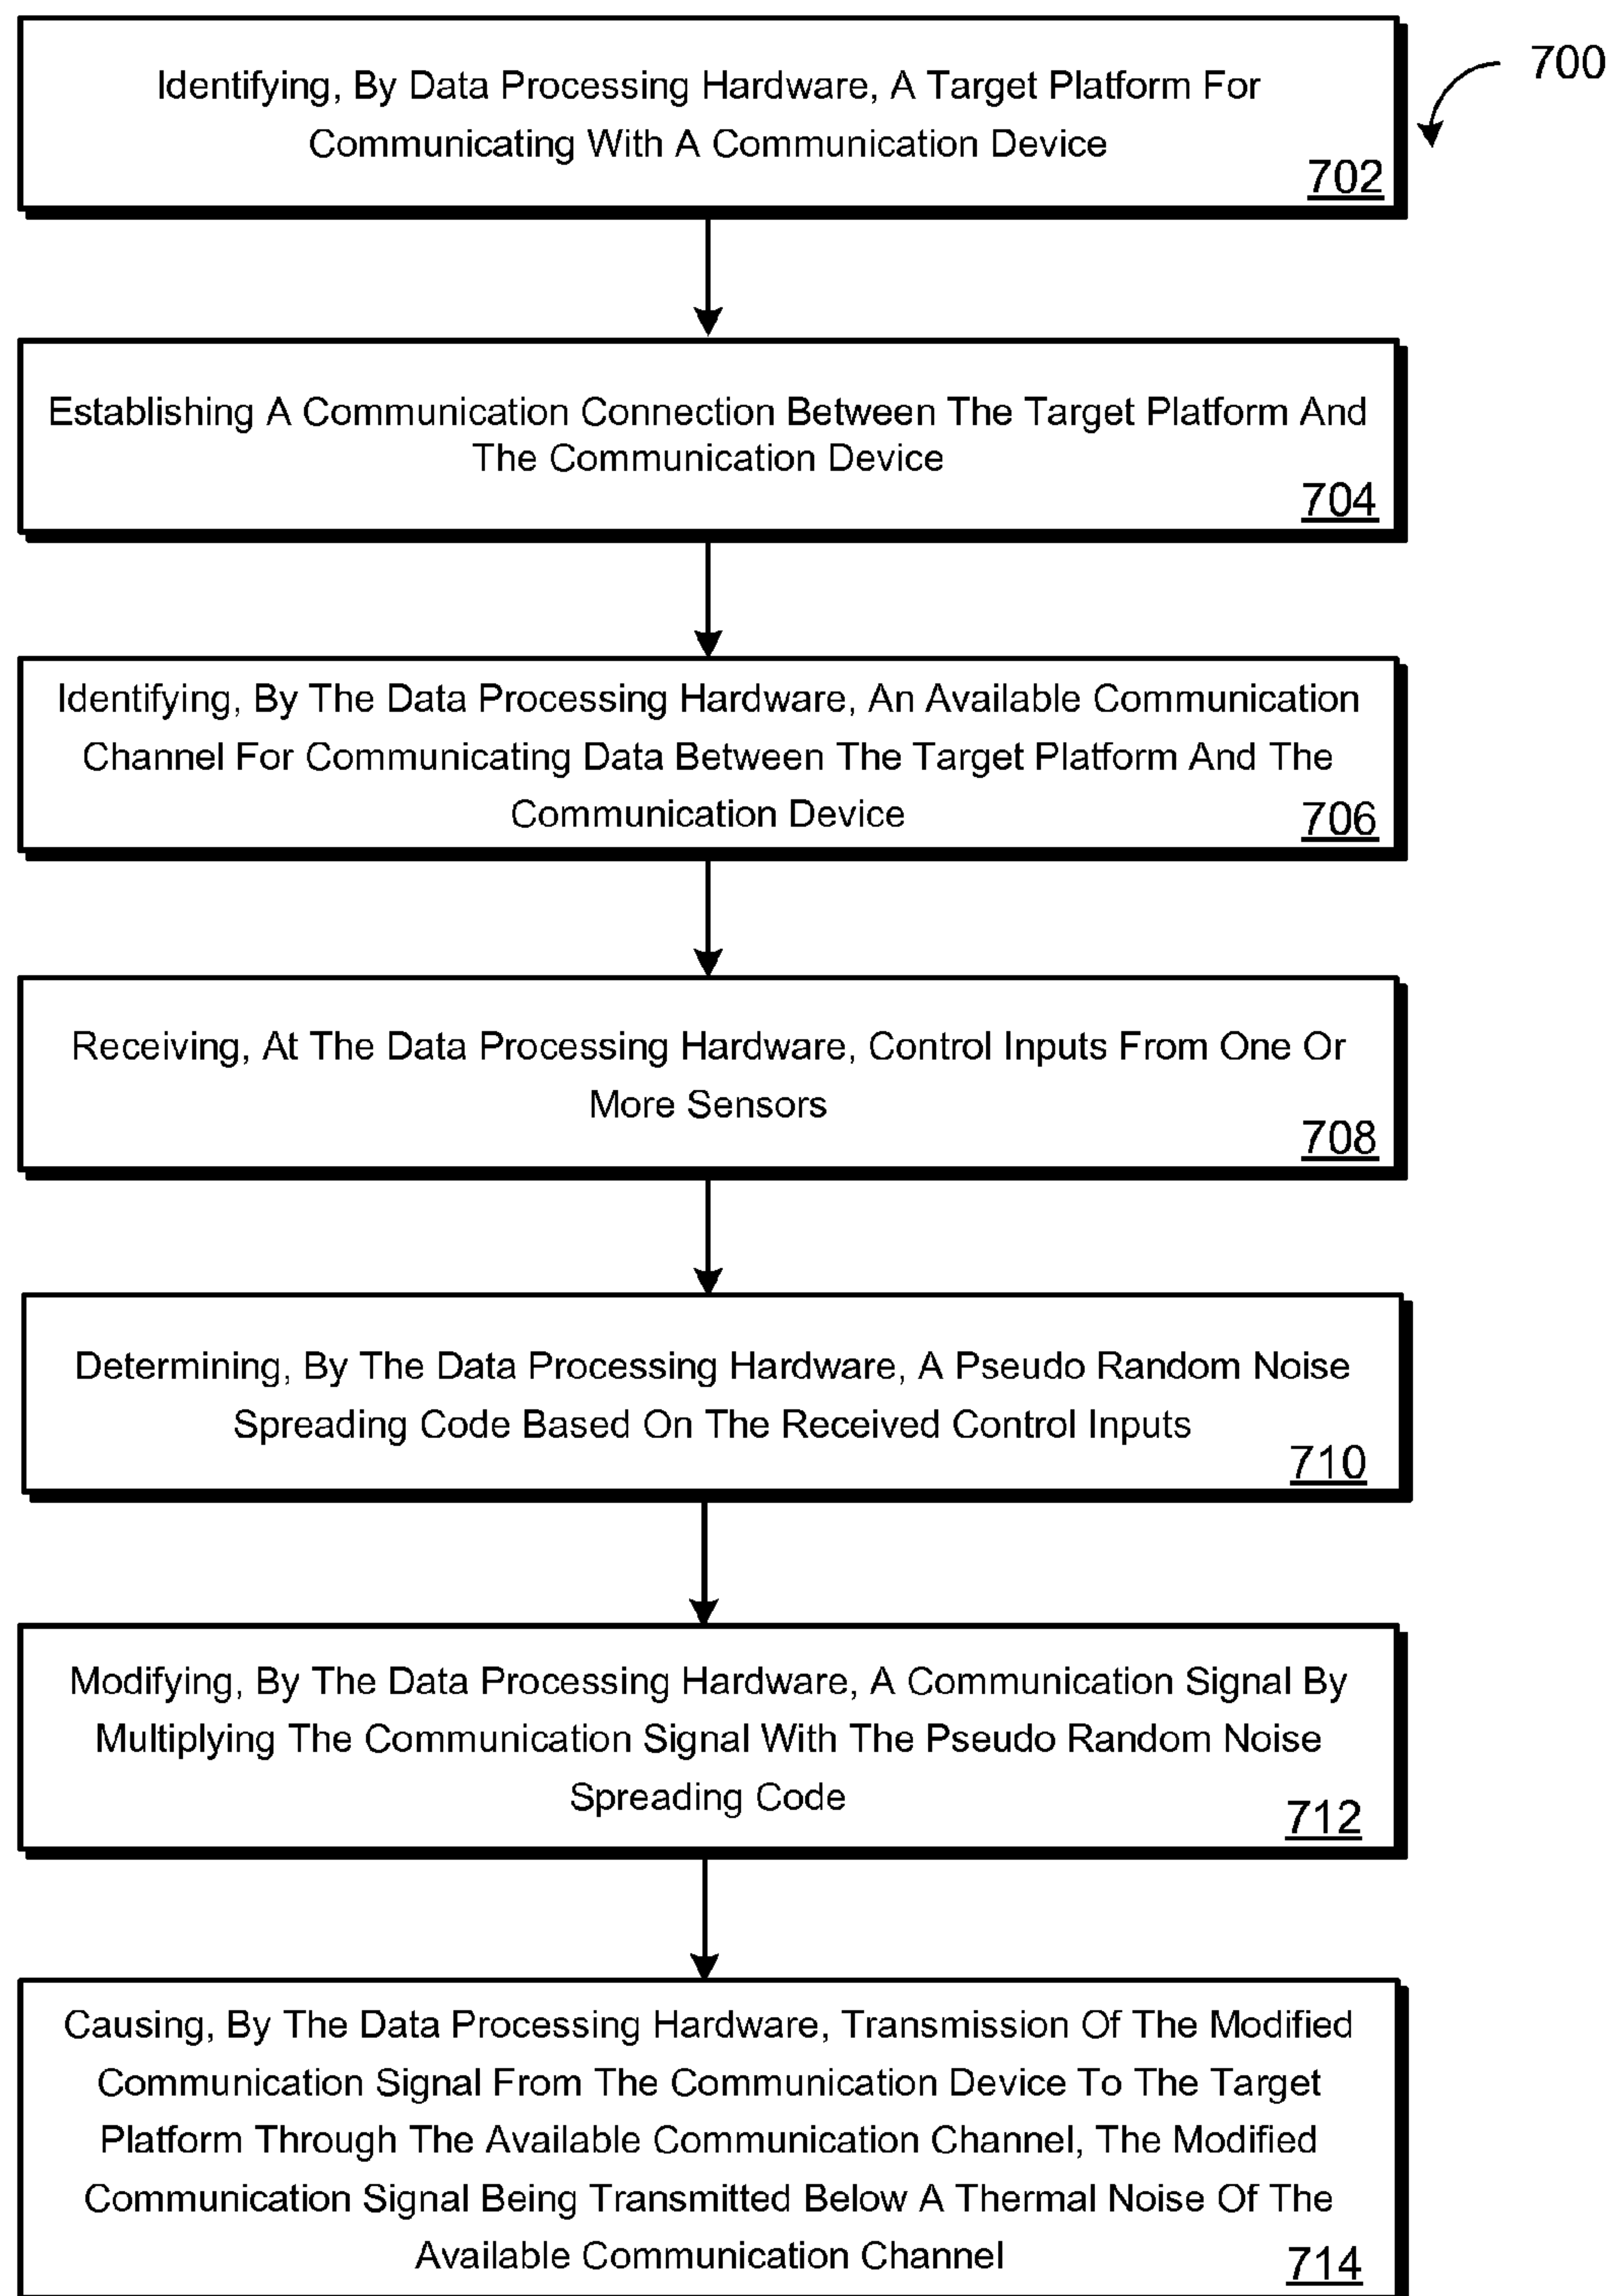 700
Identifying, By Data Processing Hardware, A Target Platform For
Communicating With A Communication Device
702
Establishing A Communication Connection Between The Target Platform And
The Communication Device
704
Identifying, By The Data Processing Hardware, An Available Communication
Channel For Communicating Data Between The Target Platform And The
Communication Device
706
Receiving, At The Data Processing Hardware, Control Inputs From One Or
More Sensors
708
Determining, By The Data Processing Hardware, A Pseudo Random Noise
Spreading Code Based On The Received Control Inputs
710
Modifying, By The Data Processing Hardware, A Communication Signal By
Multiplying The Communication Signal With The Pseudo Random Noise
Spreading Code
712
Causing, By The Data Processing Hardware, Transmission Of The Modified
Communication Signal From The Communication Device To The Target
Platform Through The Available Communication Channel, The Modified
Communication Signal Being Transmitted Below A Thermal Noise Of The
Available Communication Channel
714